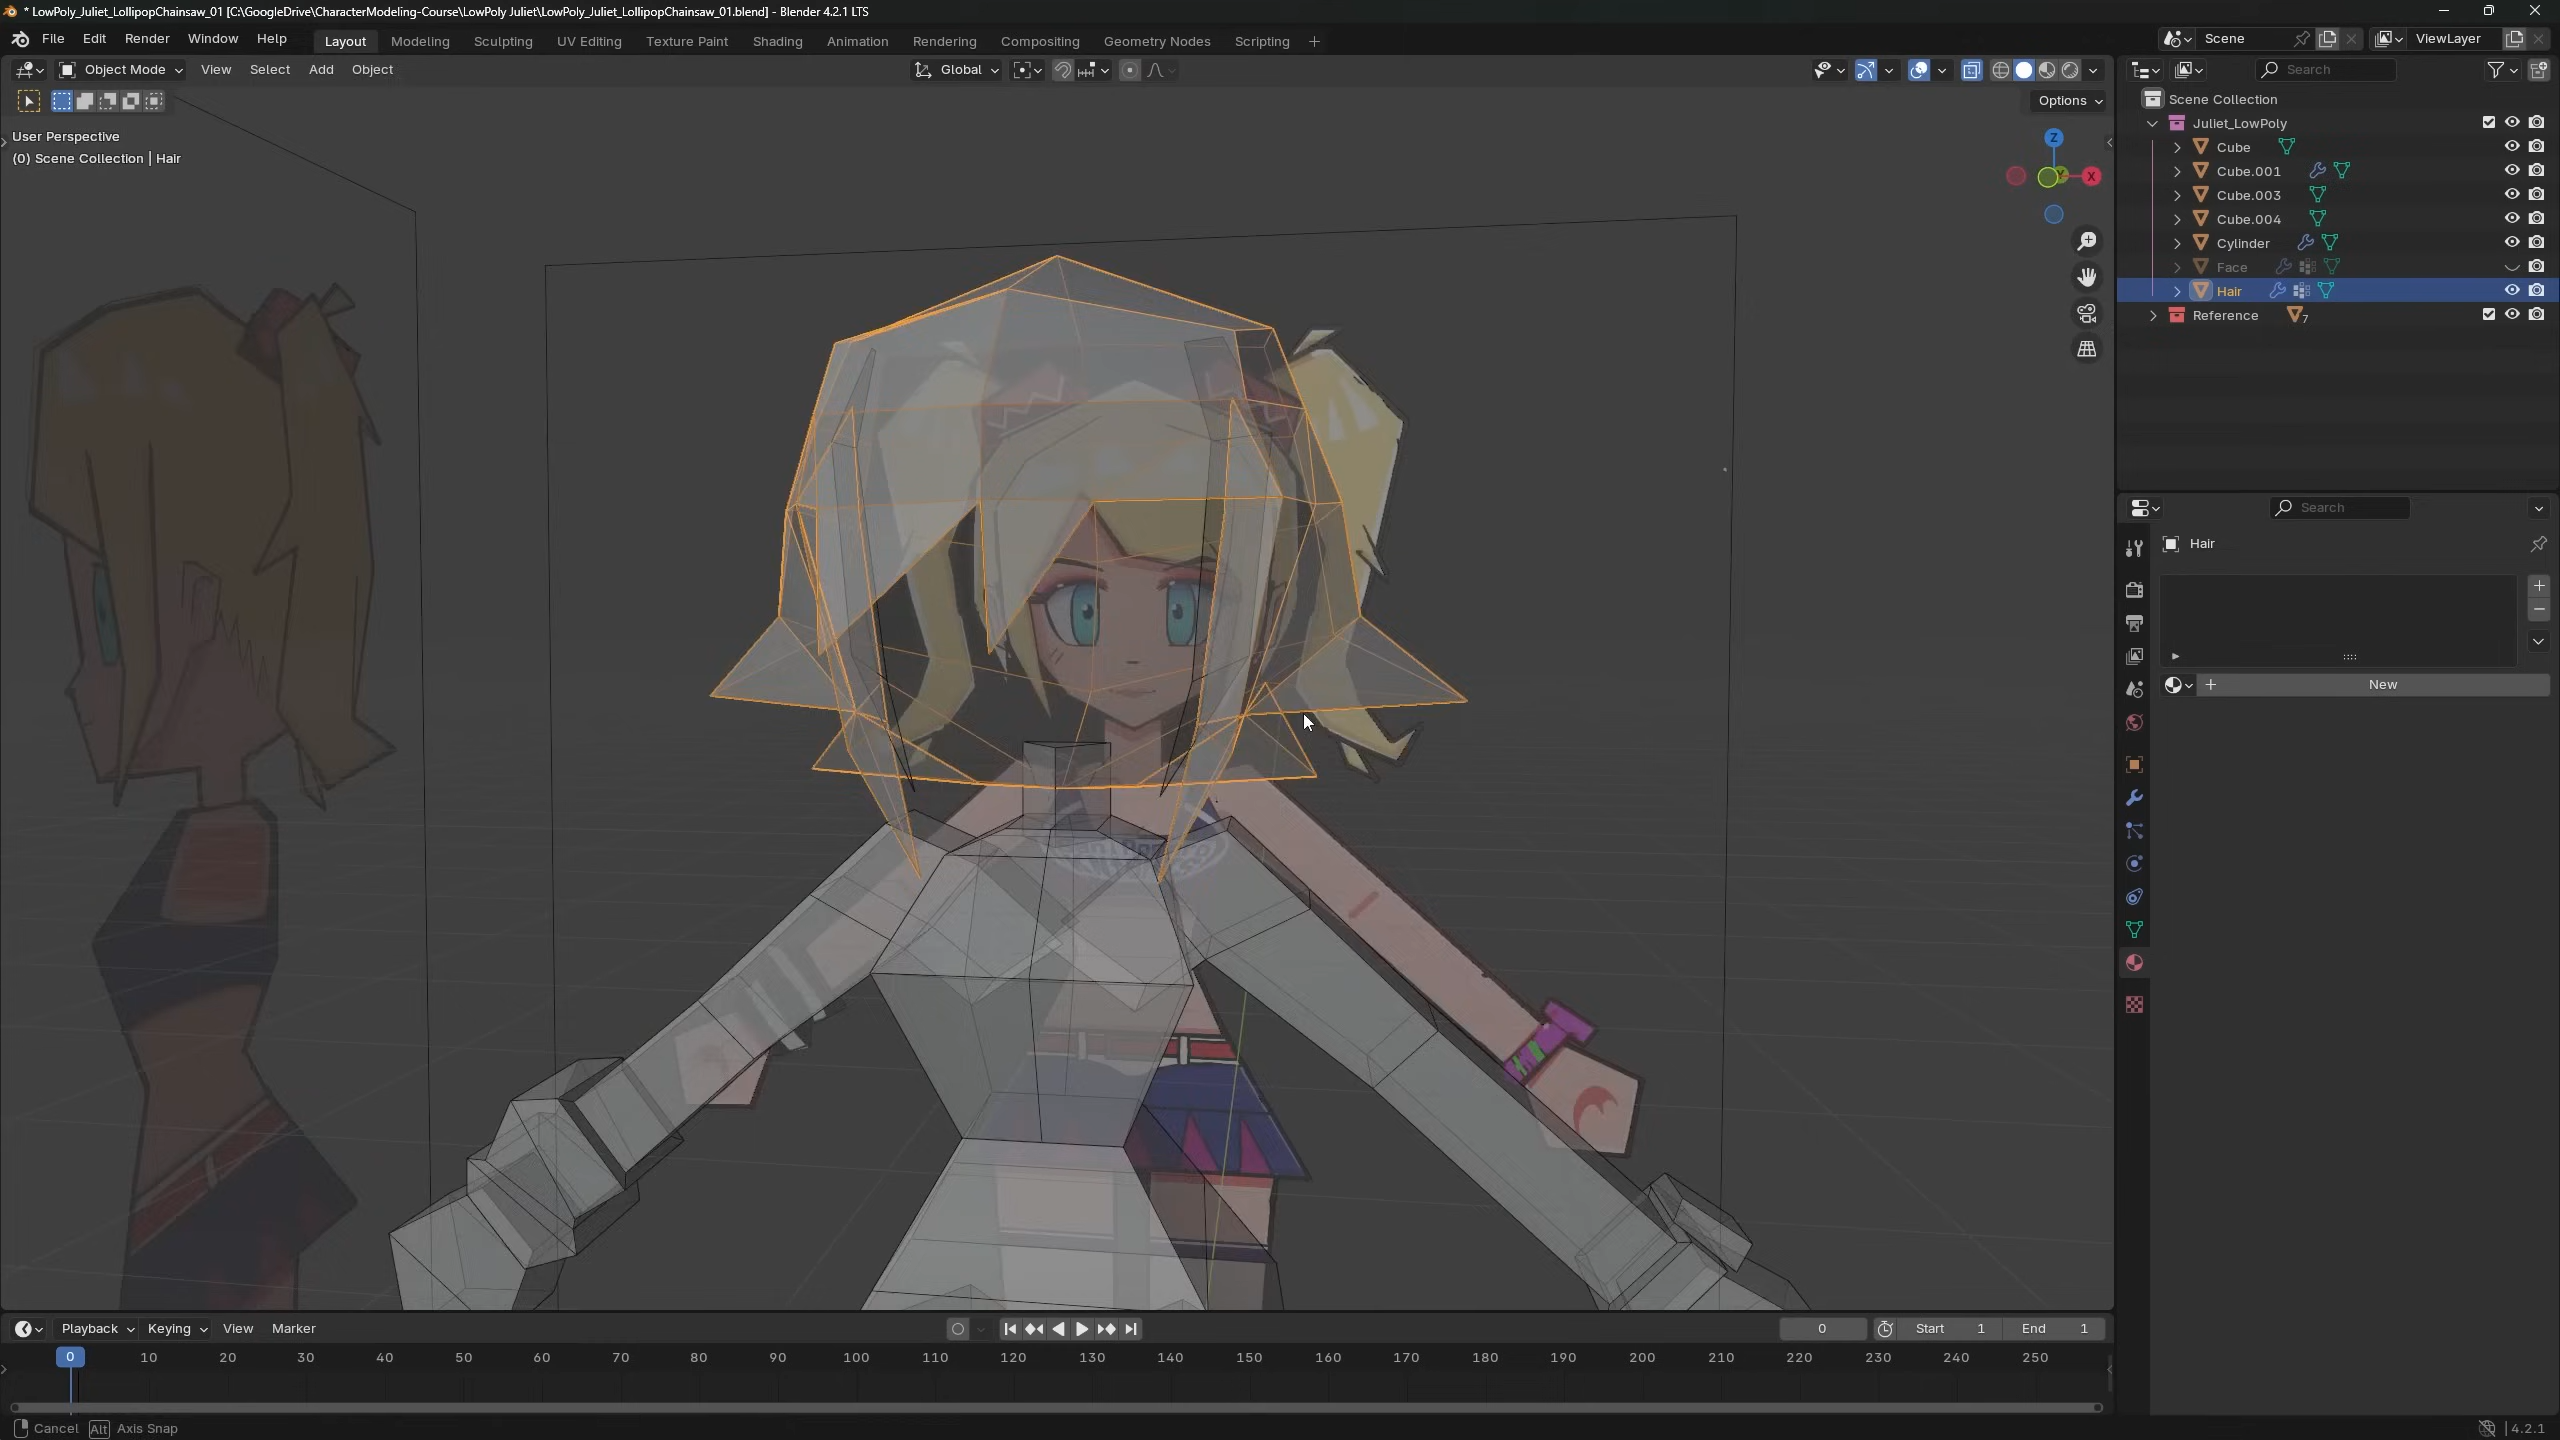 * LowPoly_Juliet_LollipopChainsaw_01 [C:\GoogleDrive\CharacterModeling-Course\LowPoly Juliet\LowPoly_Juliet_LollipopChainsaw_01.blend] - Blender 4.2.1 LTS
File Edit Render Window Help Layout Modeling Sculpting UV Editing Texture Paint Shading Animation Rendering Compositing Geometry Nodes Scripting + Scene ViewLayer
Object Mode View Select Add Object Global Search
Options
User Perspective
(0) Scene Collection | Hair
Z
Y
X
Scene Collection
Juliet_LowPoly
Cube
Cube.001
Cube.003
Cube.004
Cylinder
Face
Hair
Reference 7
Search
Hair
New
Playback Keying View Marker 0 Start 1 End 1
0 10 20 30 40 50 60 70 80 90 100 110 120 130 140 150 160 170 180 190 200 210 220 230 240 250
Cancel Alt Axis Snap 4.2.1